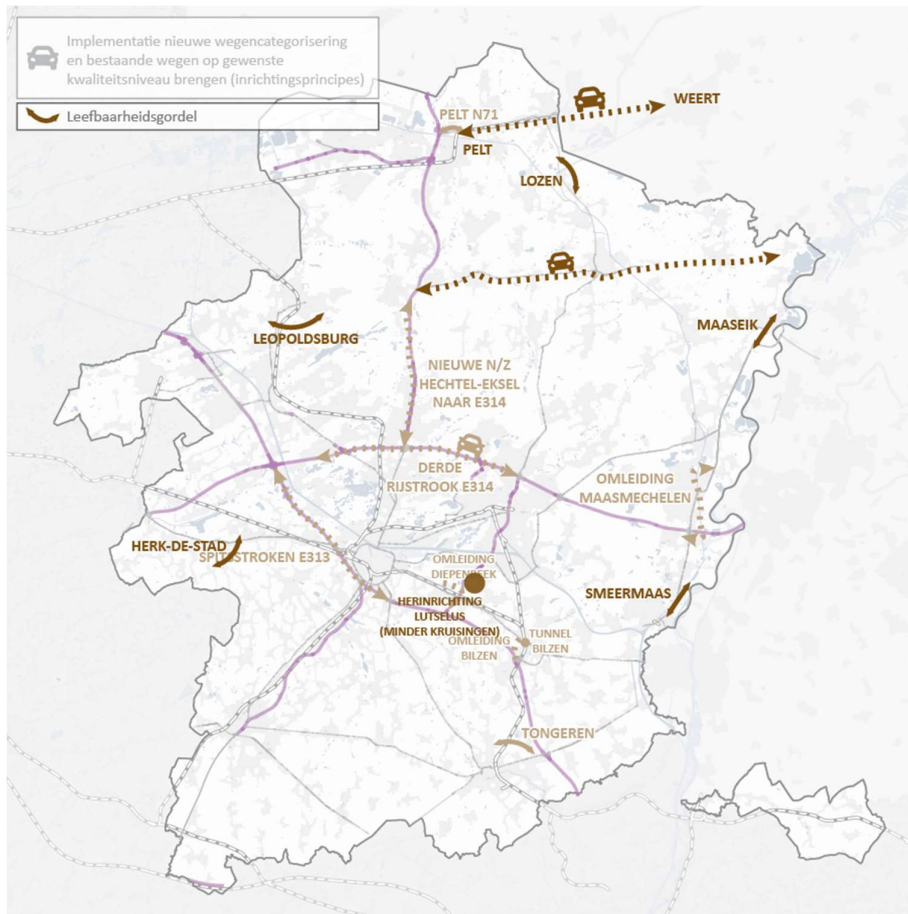 Implementatie nieuwe wegencategorisering
en bestaande wegen op gewenste
kwaliteitsniveau brengen (inrichtingsprincipes)
Leefbaarheidsgordel
WEERT
PELT N71
PELT
LOZEN
MAASEIK
LEOPOLDSBURG
NIEUWE N/Z
HECHTEL-EKSEL
NAAR E314
DERDE
RIJSTROOK E314
OMLEIDING
MAASMECHELEN
HERK-DE-STAD
SPITSSTROKEN E313
OMLEIDING
DIEPENBEEK
SMEERMAAS
HERINRICHTING
LUTSELUS
(MINDER KRUISINGEN)
OMLEIDING
BILZEN
TUNNEL
BILZEN
TONGEREN